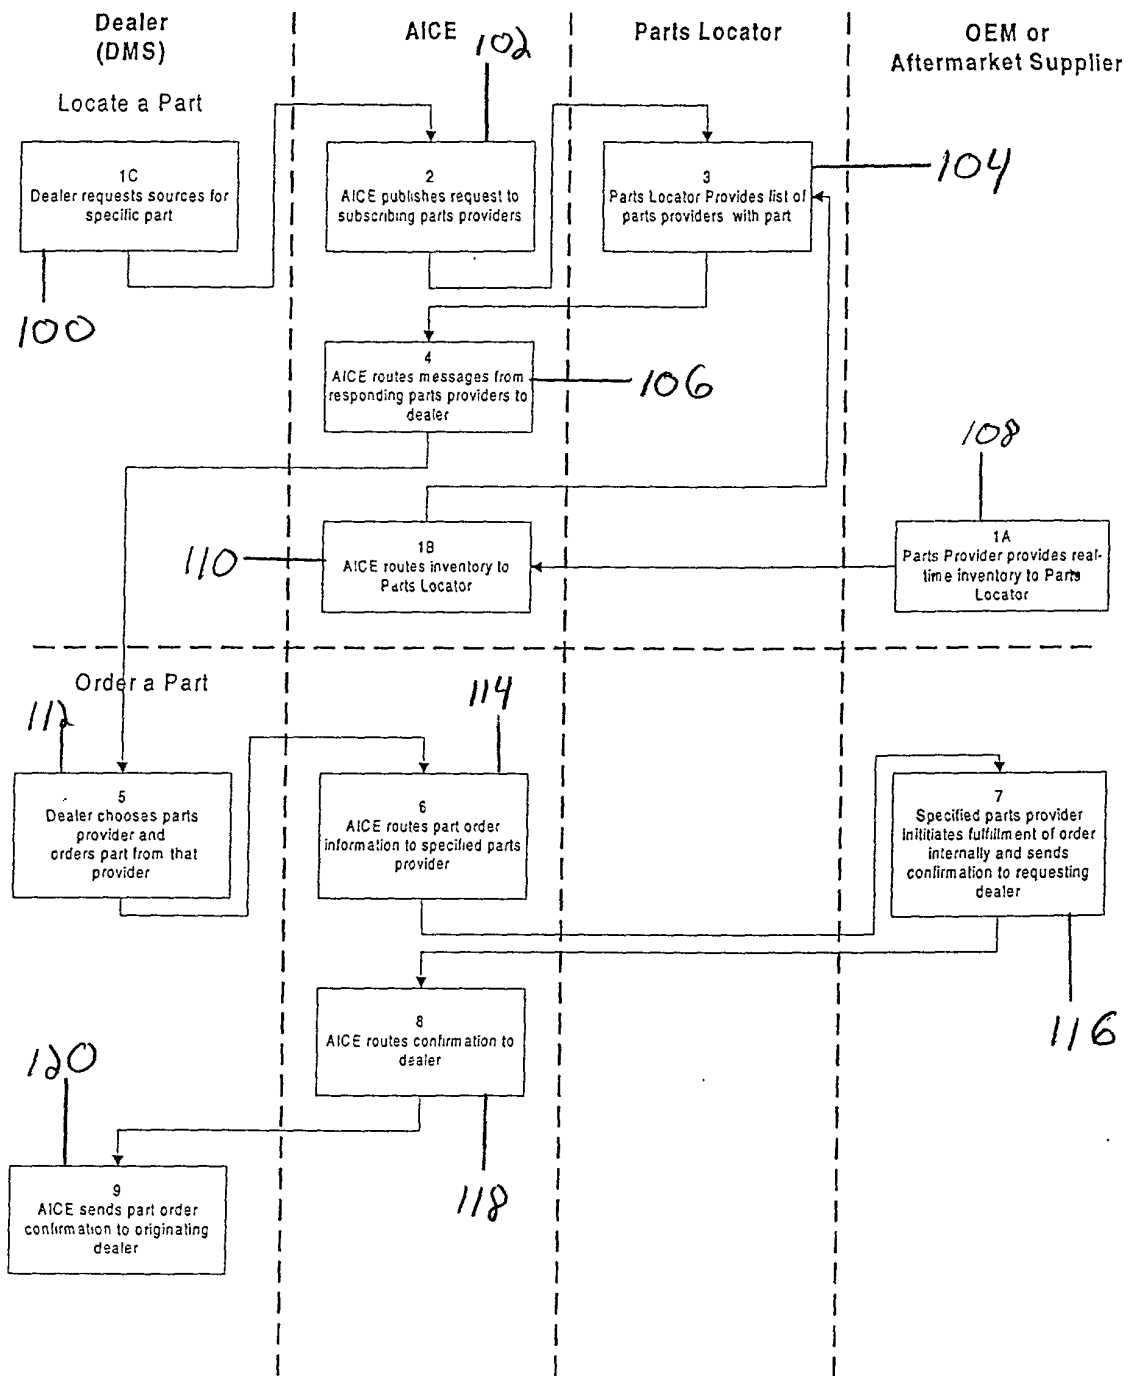 Dealer
(DMS)
AICE
Parts Locator
OEM or
Aftermarket Supplier
102
Locate a Part
1C
Dealer requests sources for
specific part
100
2
AICE publishes request to
subscribing parts providers
3
Parts Locator Provides list of
parts providers with part
104
4
AICE routes messages from
responding parts providers to
dealer
106
108
110
1B
AICE routes inventory to
Parts Locator
1A
Parts Provider provides real-
time inventory to Parts
Locator
Order a Part
112
114
5
Dealer chooses parts
provider and
orders part from that
provider
6
AICE routes part order
information to specified parts
provider
7
Specified parts provider
inititiates fulfillment of order
internally and sends
confirmation to requesting
dealer
116
8
AICE routes confirmation to
dealer
118
120
9
AICE sends part order
confirmation to originating
dealer